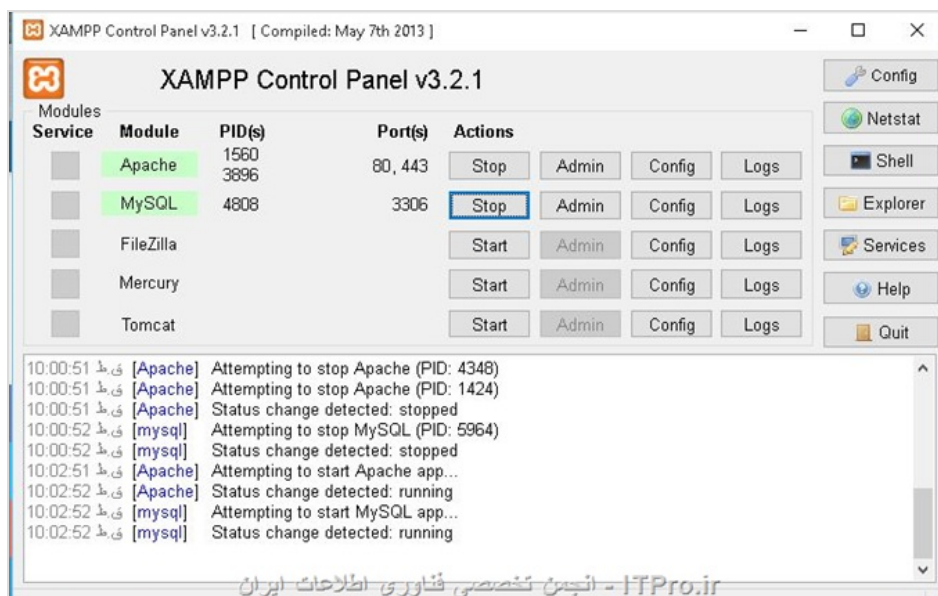 XAMPP Control Panel v3.2.1 [ Compiled: May 7th 2013 ]
XAMPP Control Panel v3.2.1
Config
Modules
Netstat
Service Module PID(s) Port(s) Actions
Apache 1560 3896 80, 443 Stop Admin Config Logs
Shell
MySQL 4808 3306 Stop Admin Config Logs
Explorer
FileZilla Start Admin Config Logs
Services
Mercury Start Admin Config Logs
Help
Tomcat Start Admin Config Logs
Quit
10:00:51 ق.ظ [Apache] Attempting to stop Apache (PID: 4348)
10:00:51 ق.ظ [Apache] Attempting to stop Apache (PID: 1424)
10:00:51 ق.ظ [Apache] Status change detected: stopped
10:00:52 ق.ظ [mysql] Attempting to stop MySQL (PID: 5964)
10:00:52 ق.ظ [mysql] Status change detected: stopped
10:02:51 ق.ظ [Apache] Attempting to start Apache app...
10:02:52 ق.ظ [Apache] Status change detected: running
10:02:52 ق.ظ [mysql] Attempting to start MySQL app...
10:02:52 ق.ظ [mysql] Status change detected: running
ITPro.ir - انجمن تخصصی فناوری اطلاعات ایران